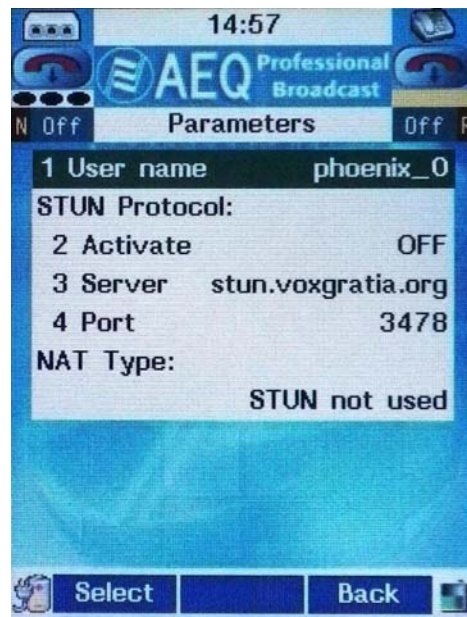 14:57
AEQ Professional Broadcast
N Off Parameters Off
1 User name phoenix_0
STUN Protocol:
2 Activate OFF
3 Server stun.voxgratia.org
4 Port 3478
NAT Type:
STUN not used
Select Back